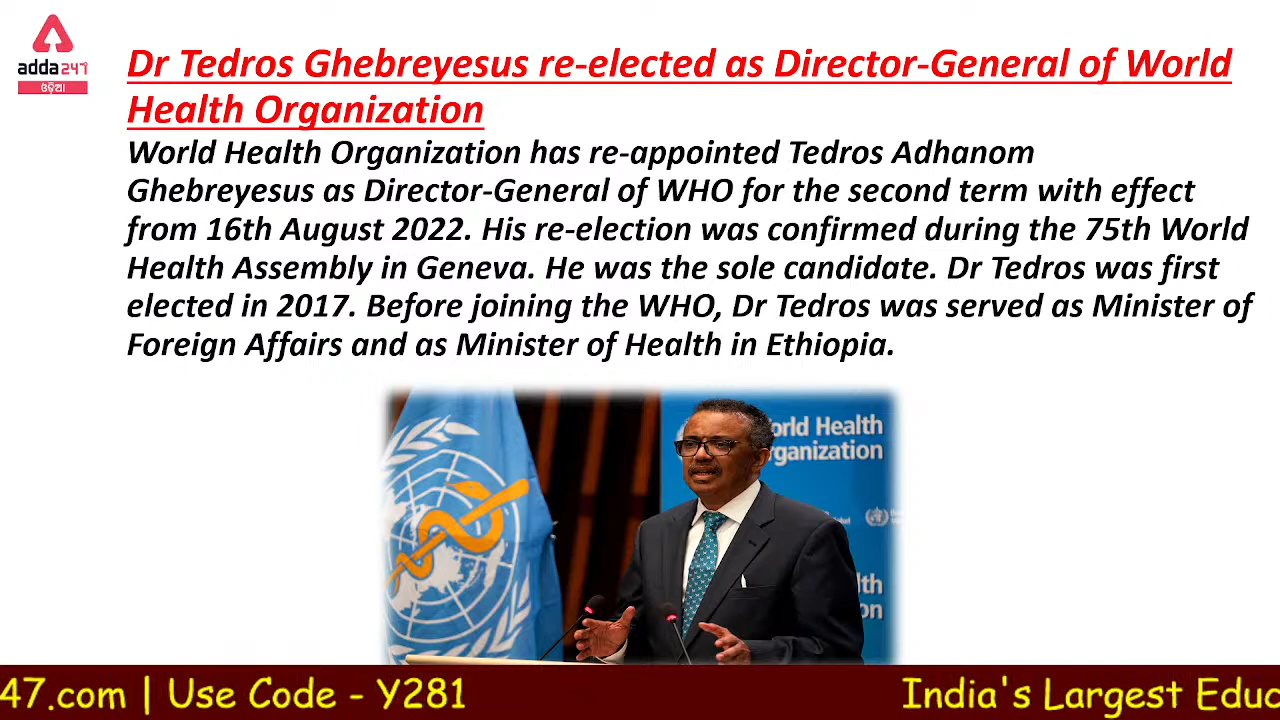 adda247
ଓଡ଼ିଆ
Dr Tedros Ghebreyesus re-elected as Director-General of World
Health Organization
World Health Organization has re-appointed Tedros Adhanom
Ghebreyesus as Director-General of WHO for the second term with effect
from 16th August 2022. His re-election was confirmed during the 75th World
Health Assembly in Geneva. He was the sole candidate. Dr Tedros was first
elected in 2017. Before joining the WHO, Dr Tedros was served as Minister of
Foreign Affairs and as Minister of Health in Ethiopia.
orld Health
rganization
lth
on
47.com | Use Code - Y281 India's Largest Educ